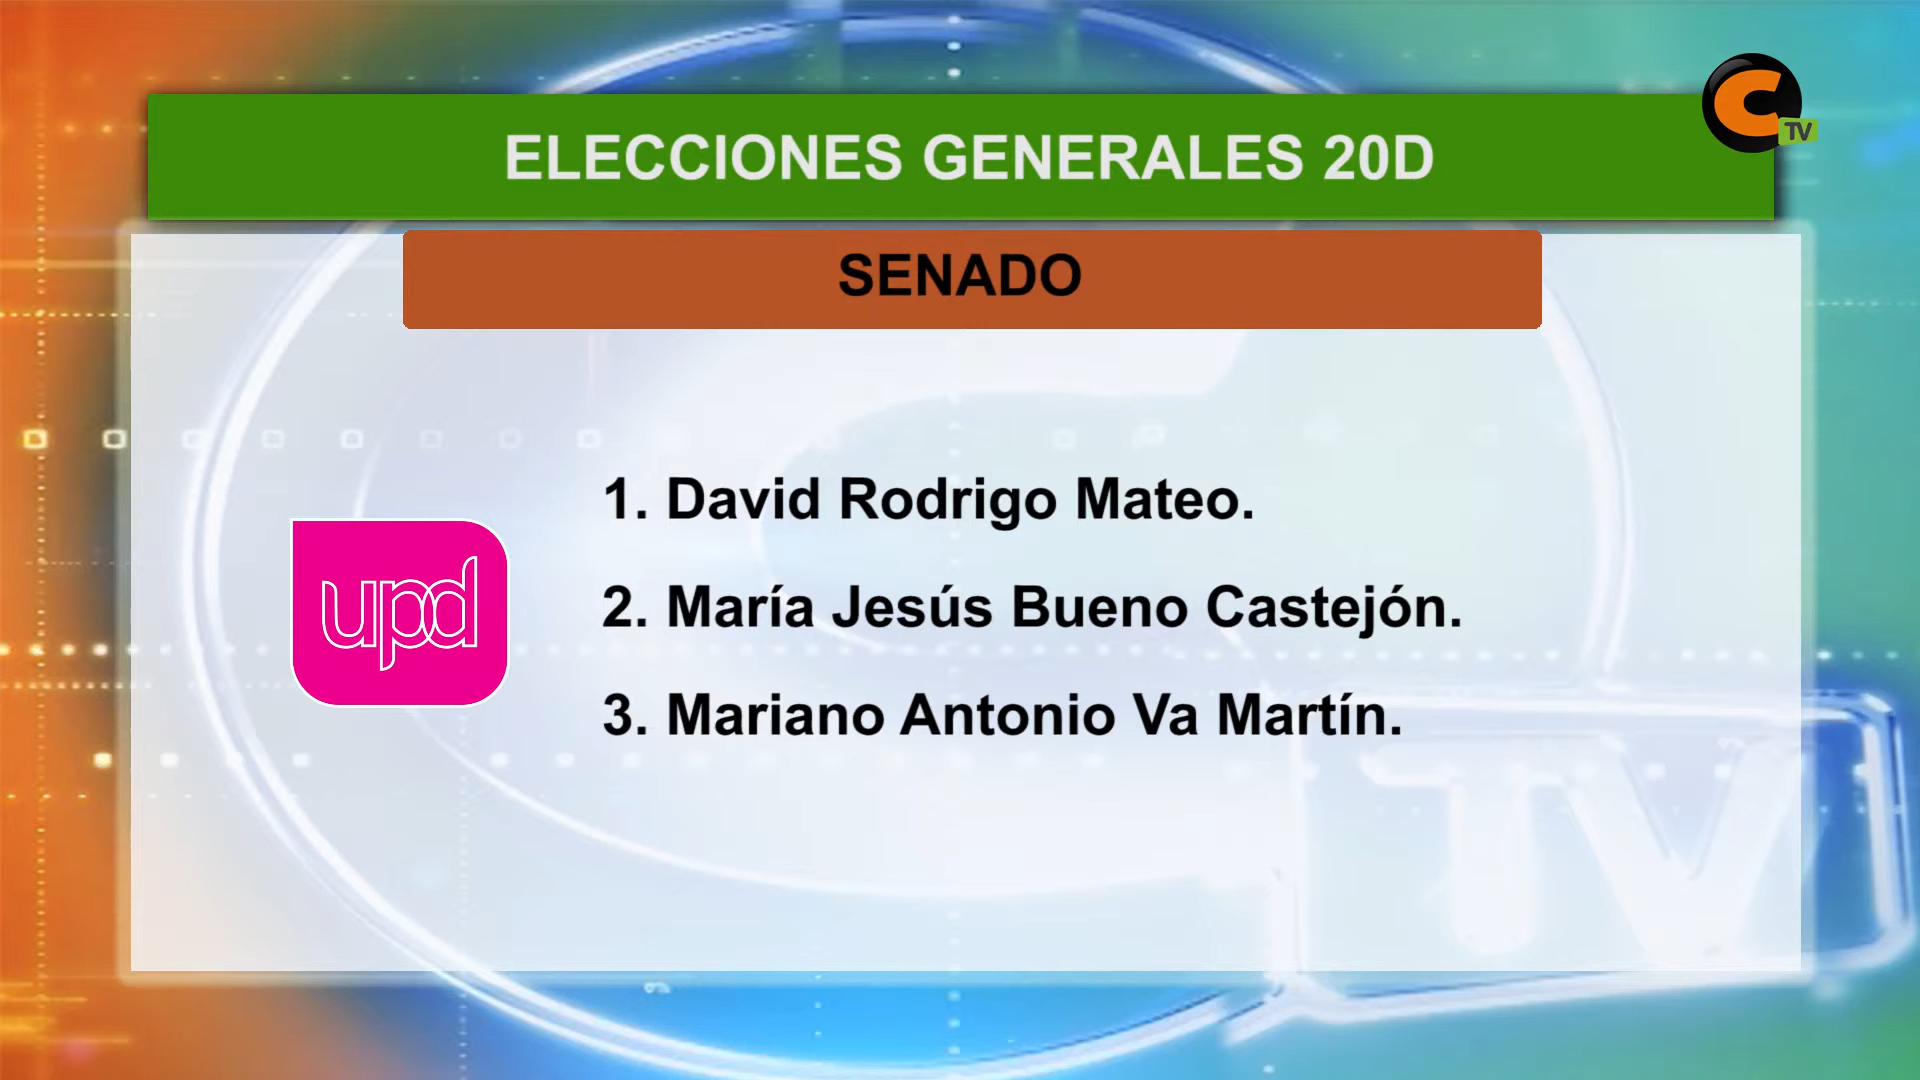 C
TV
ELECCIONES GENERALES 20D
SENADO
1. David Rodrigo Mateo.
upd
2. María Jesús Bueno Castejón.
3. Mariano Antonio Va Martín.
TV